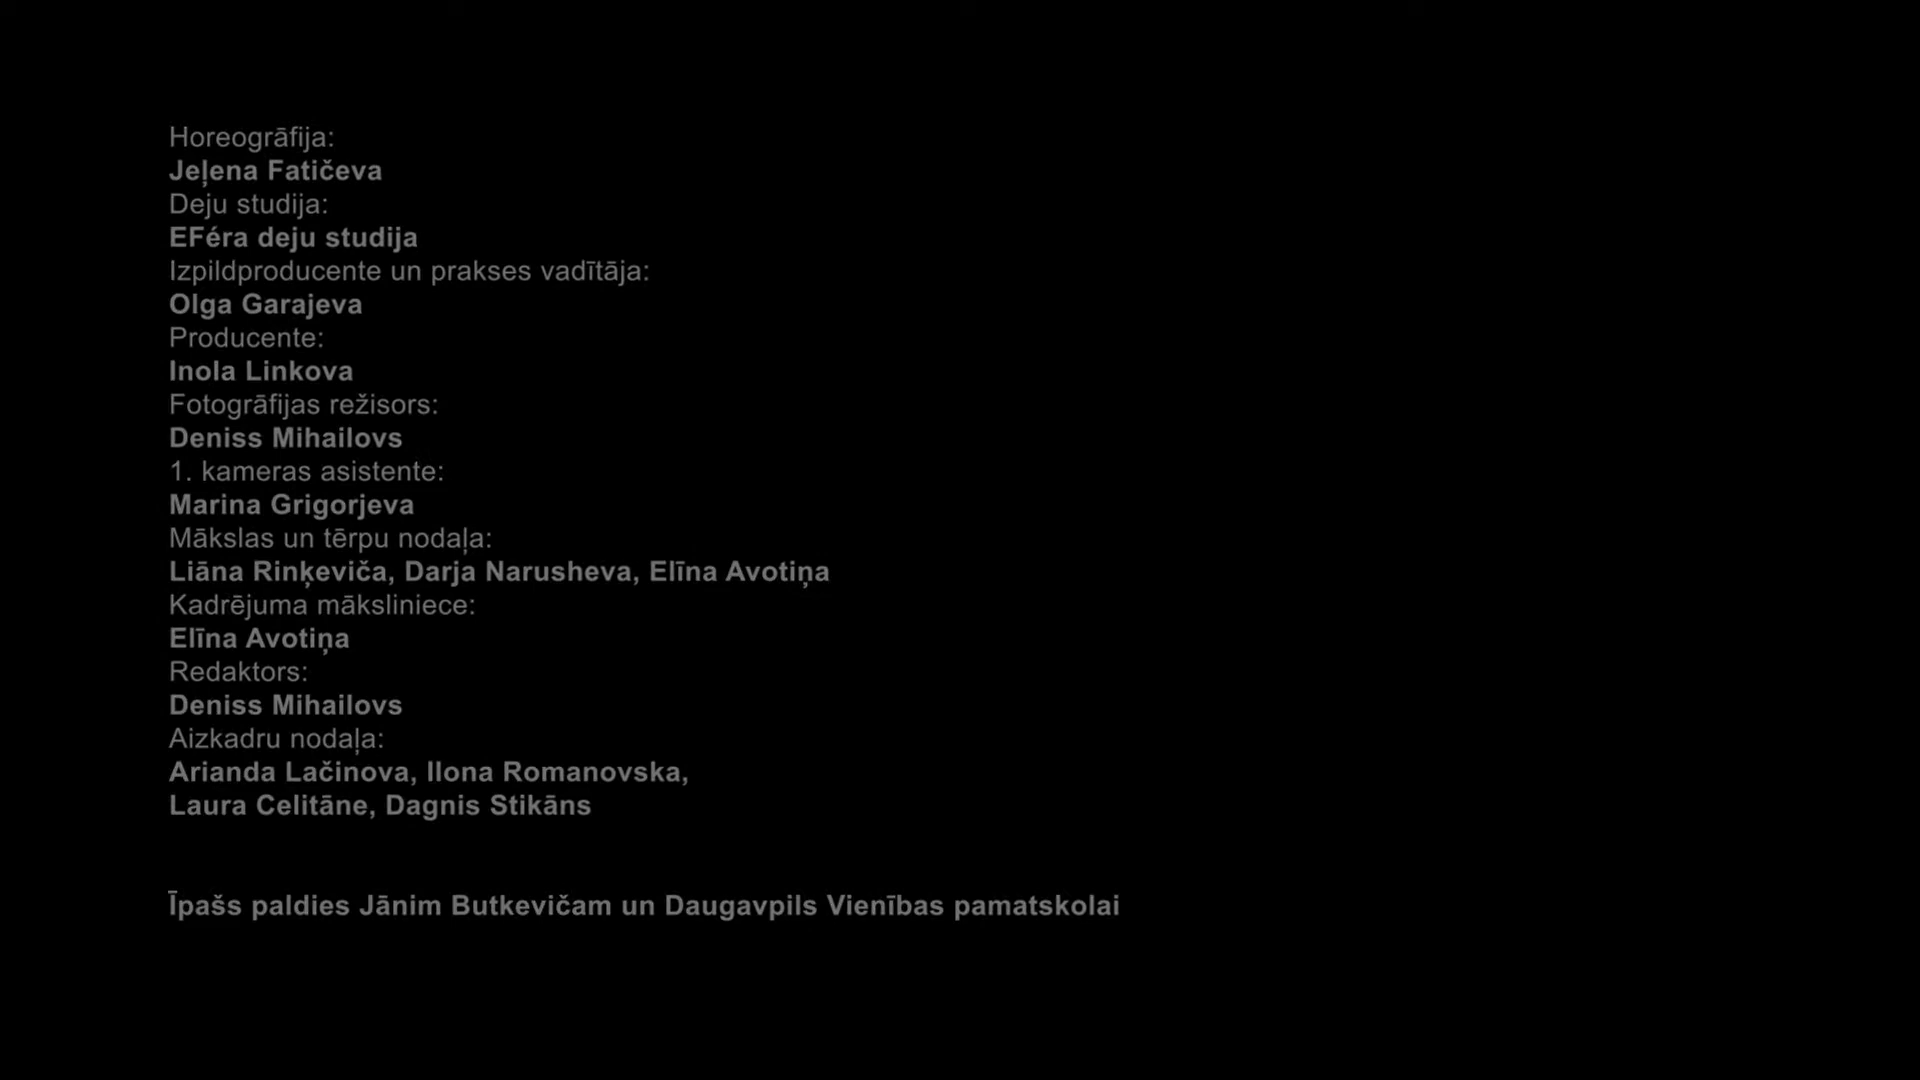 Horeogrāfija:
Jeļena Fatičeva
Deju studija:
EFéra deju studija
Izpildproducente un prakses vadītāja:
Olga Garajeva
Producente:
Inola Linkova
Fotogrāfijas režisors:
Deniss Mihailovs
1. kameras asistente:
Marina Grigorjeva
Mākslas un tērpu nodaļa:
Liāna Rinķeviča, Darja Narusheva, Elīna Avotiņa
Kadrējuma māksliniece:
Elīna Avotiņa
Redaktors:
Deniss Mihailovs
Aizkadru nodaļa:
Arianda Lačinova, Ilona Romanovska,
Laura Celitāne, Dagnis Stikāns
Īpašs paldies Jānim Butkevičam un Daugavpils Vienības pamatskolai